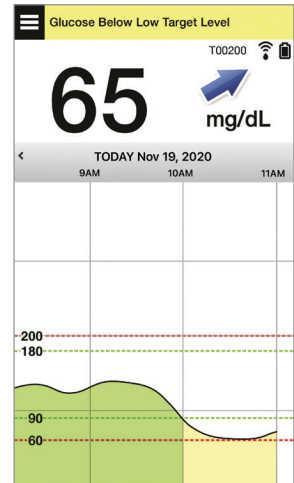 Glucose Below Low Target Level
T00200
65
mg/dL
< TODAY Nov 19, 2020
9AM 10AM 11AM
200
180
90
60